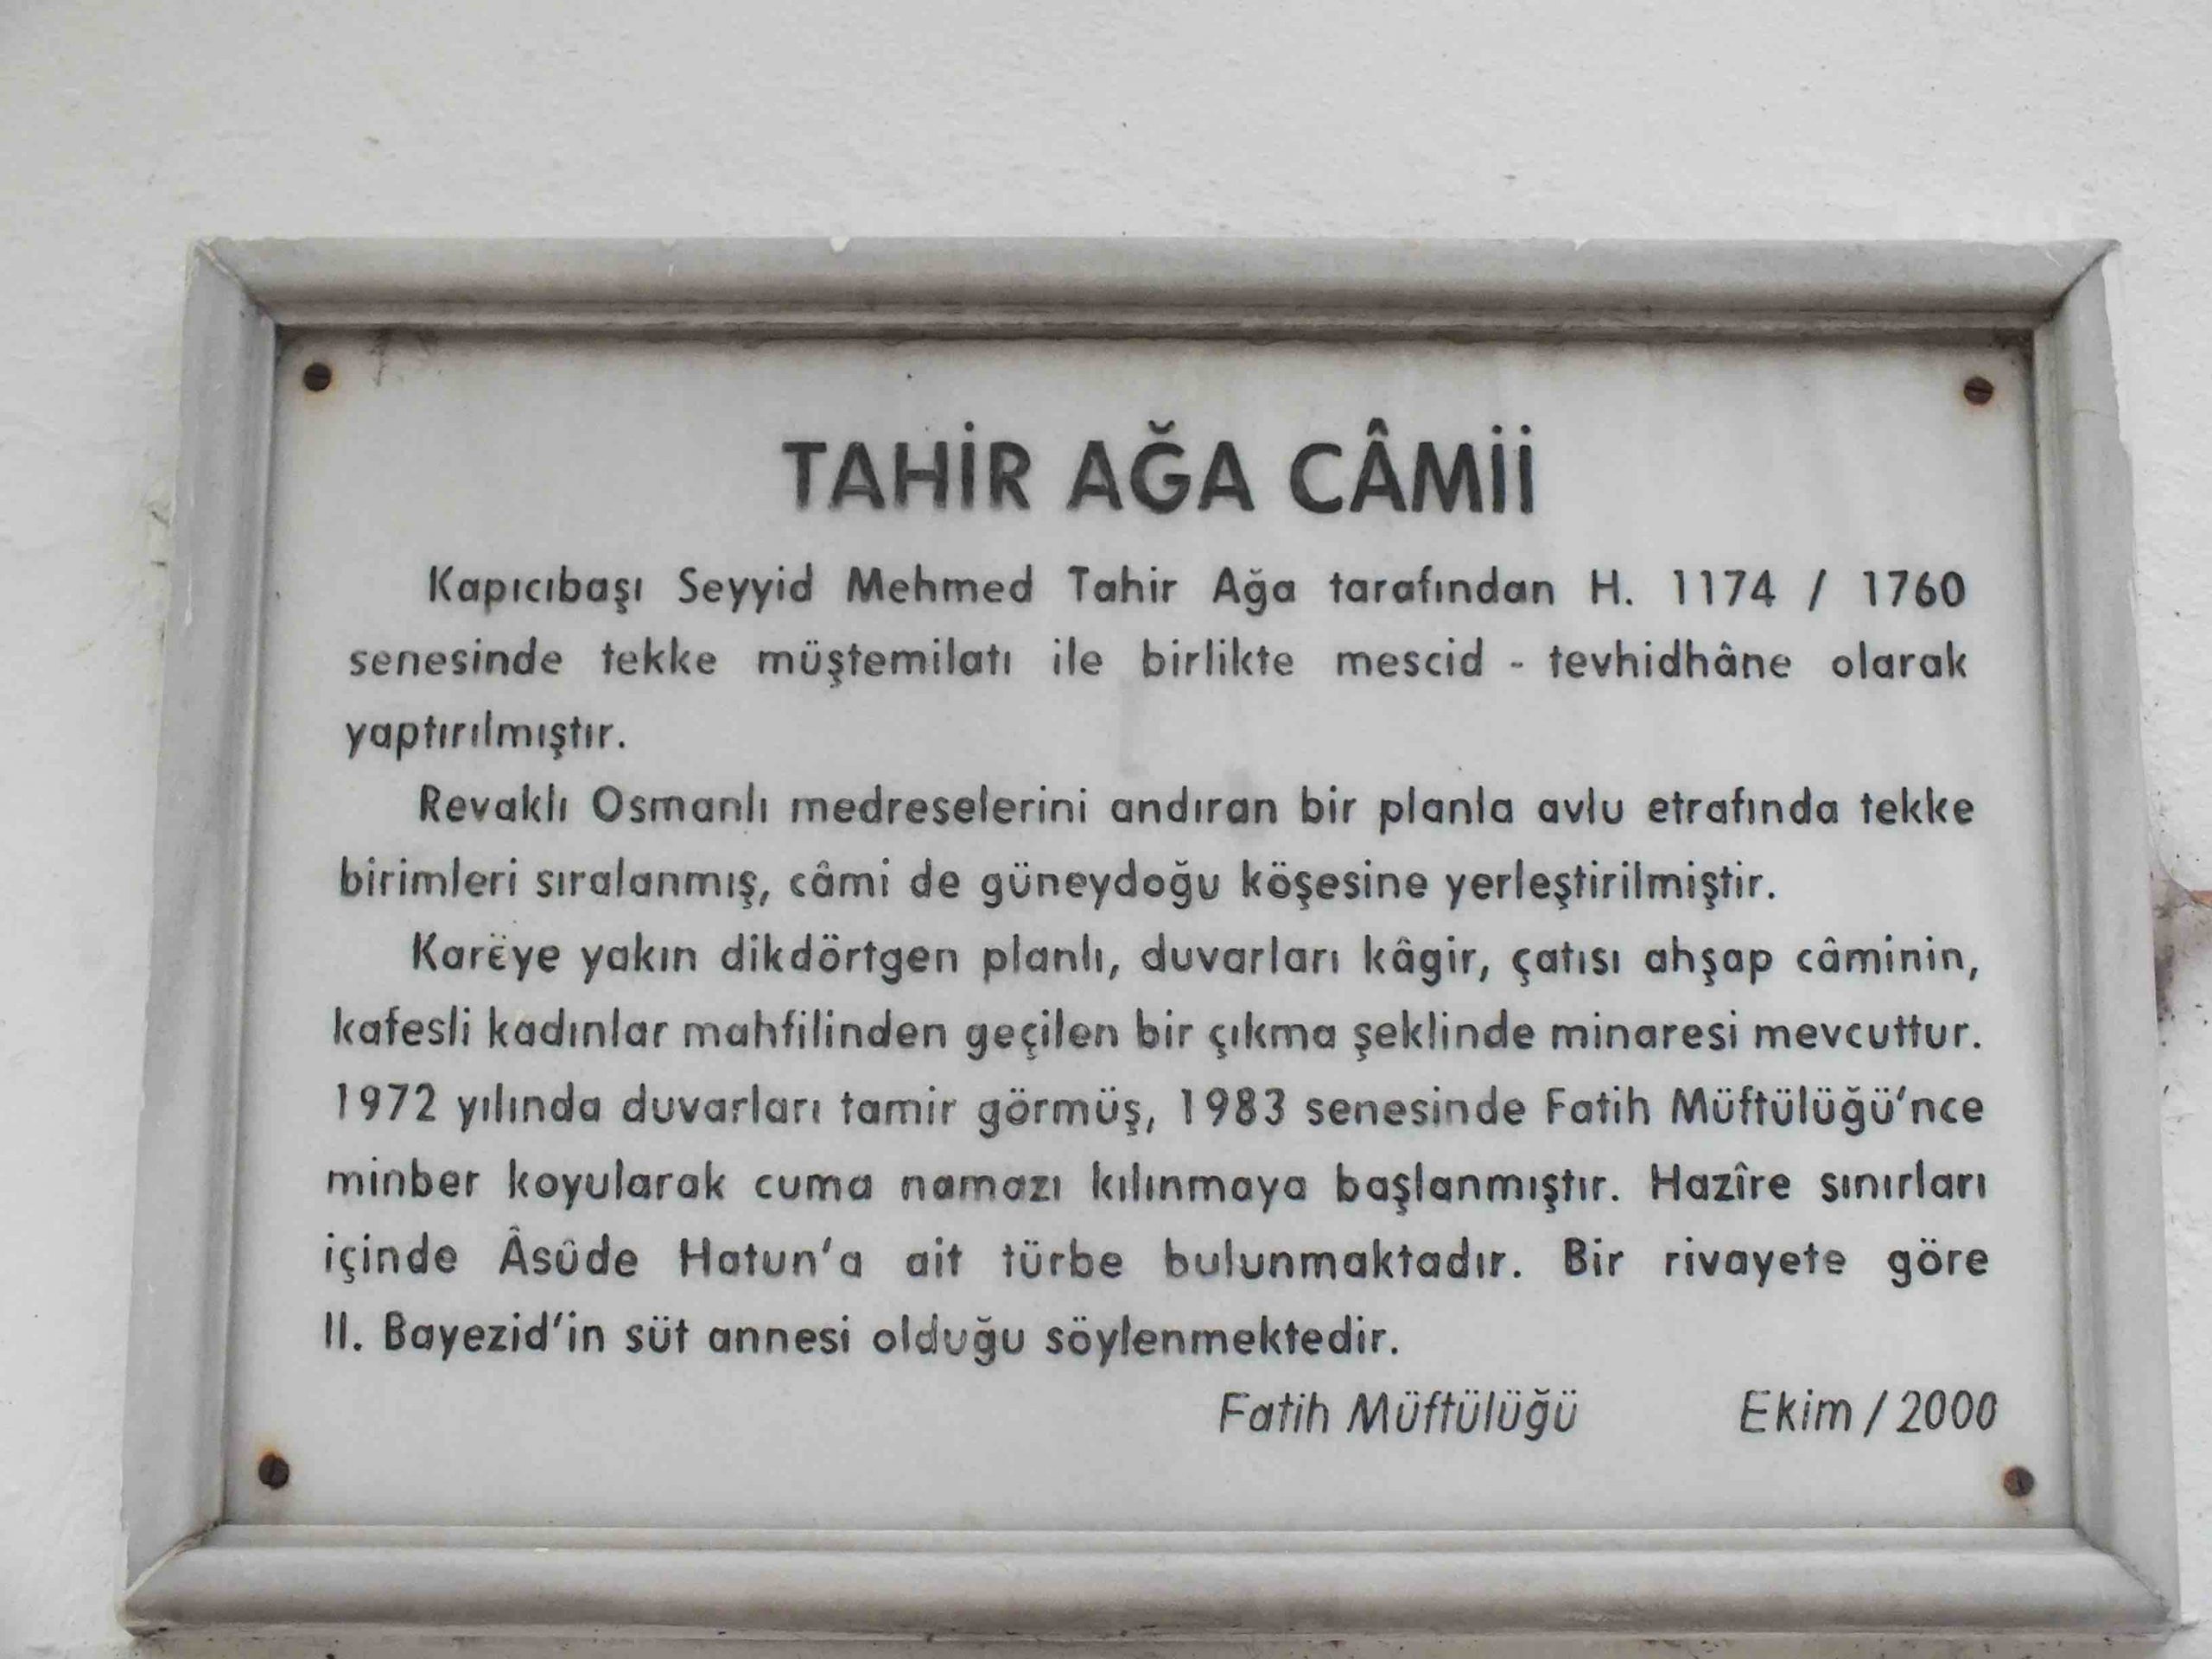 TAHİR AĞA CÂMİİ
Kapıcıbaşı Seyyid Mehmed Tahir Ağa tarafından H. 1174 / 1760
senesinde tekke müştemilatı ile birlikte mescid - tevhidhâne olarak
yaptırılmıştır.
Revaklı Osmanlı medreselerini andıran bir planla avlu etrafında tekke
birimleri sıralanmış, câmi de güneydoğu köşesine yerleştirilmiştir.
Karëye yakın dikdörtgen planlı, duvarları kâgir, çatısı ahşap câminin,
kafesli kadınlar mahfilinden geçilen bir çıkma şeklinde minaresi mevcuttur.
1972 yılında duvarları tamir görmüş, 1983 senesinde Fatih Müftülüğü'nce
minber koyularak cuma namazı kılınmaya başlanmıştır. Hazîre sınırları
içinde Âsûde Hatun'a ait türbe bulunmaktadır. Bir rivayete göre
II. Bayezid'in süt annesi olduğu söylenmektedir.
Fatih Müftülüğü Ekim / 2000